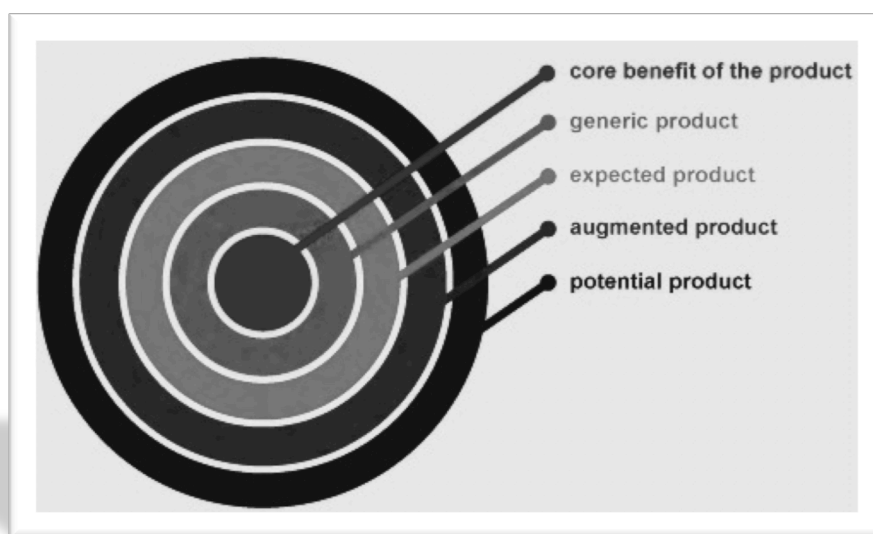 core benefit of the product
generic product
expected product
augmented product
potential product